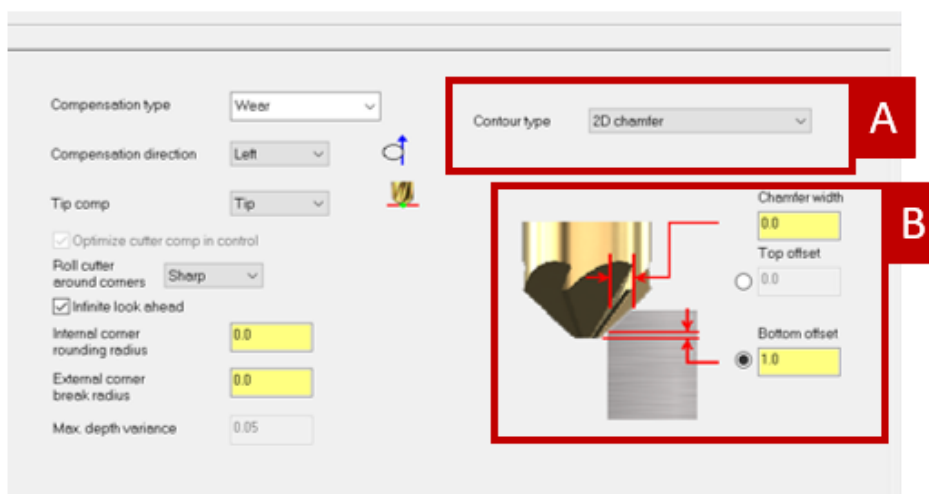 Compensation type
Wear
Contour type
2D chamfer
A
Compensation direction
Left
Tip comp
Tip
Chamfer width
0.0
B
Optimize cutter comp in control
Top offset
0.0
Roll cutter
around corners
Sharp
Infinite look ahead
Internal corner
rounding radius
0.0
Bottom offset
1.0
External corner
break radius
0.0
Max. depth variance
0.05